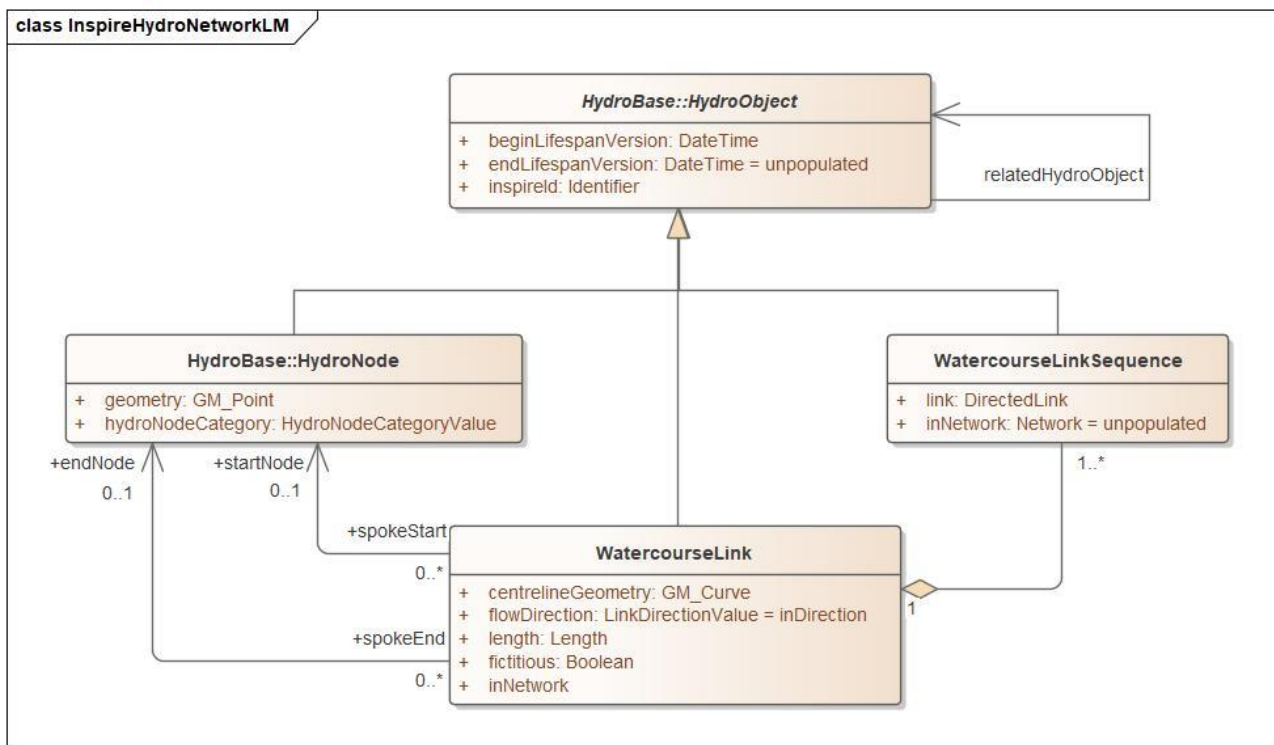 class InspireHydroNetworkLM
HydroBase::HydroObject
+ beginLifespanVersion: DateTime
+ endLifespanVersion: DateTime = unpopulated
+ inspireId: Identifier
relatedHydroObject
HydroBase::HydroNode
+ geometry: GM_Point
+ hydroNodeCategory: HydroNodeCategoryValue
WatercourseLinkSequence
+ link: DirectedLink
+ inNetwork: Network = unpopulated
+endNode
0..1
+startNode
0..1
1..*
+spokeStart
0..*
+spokeEnd
0..*
WatercourseLink
+ centrelineGeometry: GM_Curve
+ flowDirection: LinkDirectionValue = inDirection
+ length: Length
+ fictitious: Boolean
+ inNetwork
1